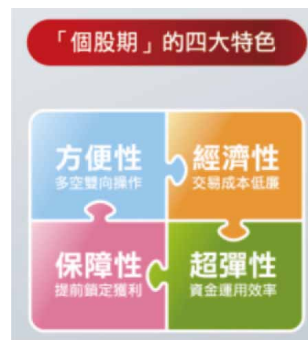 「個股期」的四大特色
方便性
多空雙向操作
經濟性
交易成本低廉
保障性
提前鎖定獲利
超彈性
資金運用效率